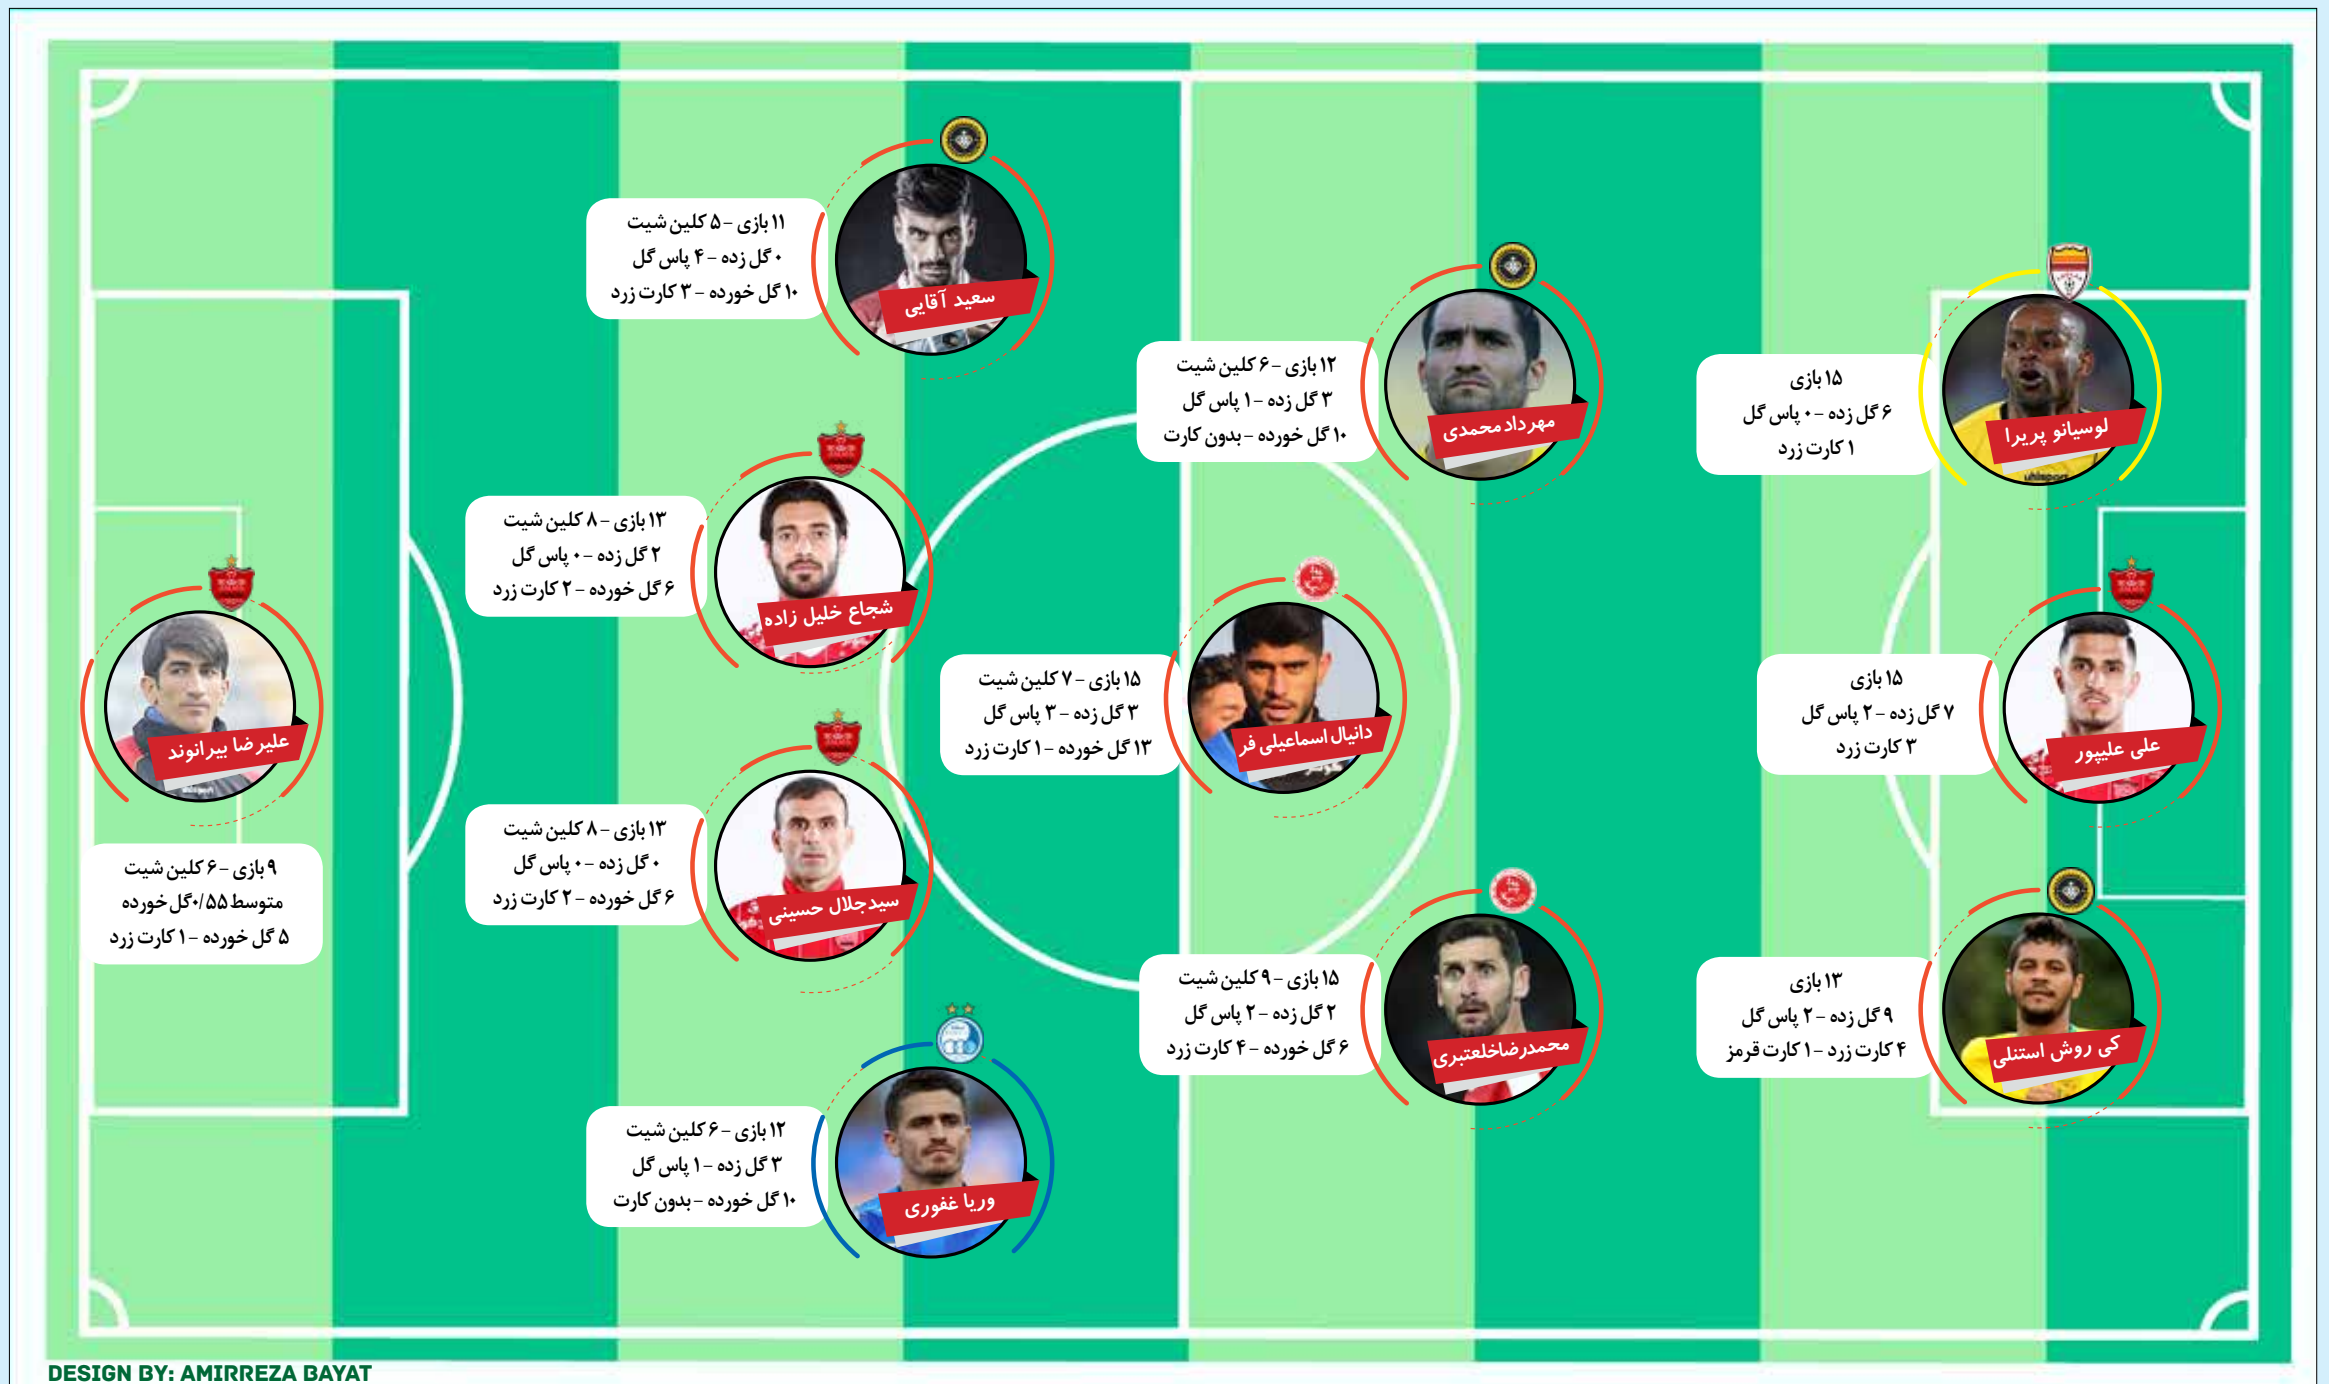 ۱۱ بازی - ۵ کلین شیت
۰ گل زده - ۴ پاس گل
۱۰ گل خورده - ۳ کارت زرد
سعید آقایی
۱۲ بازی - ۶ کلین شیت
۳ گل زده - ۱ پاس گل
۱۰ گل خورده - بدون کارت
مهرداد محمدی
۱۵ بازی
۶ گل زده - ۰ پاس گل
۱ کارت زرد
لوسیانو پریرا
uhlsport
۱۳ بازی - ۸ کلین شیت
۲ گل زده - ۰ پاس گل
۶ گل خورده - ۲ کارت زرد
شجاع خلیل زاده
علیرضا بیرانوند
۹ بازی - ۶ کلین شیت
متوسط ۰/۵۵ گل خورده
۵ گل خورده - ۱ کارت زرد
۱۵ بازی - ۷ کلین شیت
۳ گل زده - ۳ پاس گل
۱۳ گل خورده - ۱ کارت زرد
دانیال اسماعیلی فر
۱۵ بازی
۷ گل زده - ۲ پاس گل
۳ کارت زرد
علی علیپور
۱۳ بازی - ۸ کلین شیت
۰ گل زده - ۰ پاس گل
۶ گل خورده - ۲ کارت زرد
سیدجلال حسینی
۱۵ بازی - ۹ کلین شیت
۲ گل زده - ۲ پاس گل
۶ گل خورده - ۴ کارت زرد
محمدرضاخلعتبری
۱۳ بازی
۹ گل زده - ۲ پاس گل
۴ کارت زرد - ۱ کارت قرمز
کی روش استنلی
۱۲ بازی - ۶ کلین شیت
۳ گل زده - ۱ پاس گل
۱۰ گل خورده - بدون کارت
وریا غفوری
DESIGN BY: AMIRREZA BAYAT